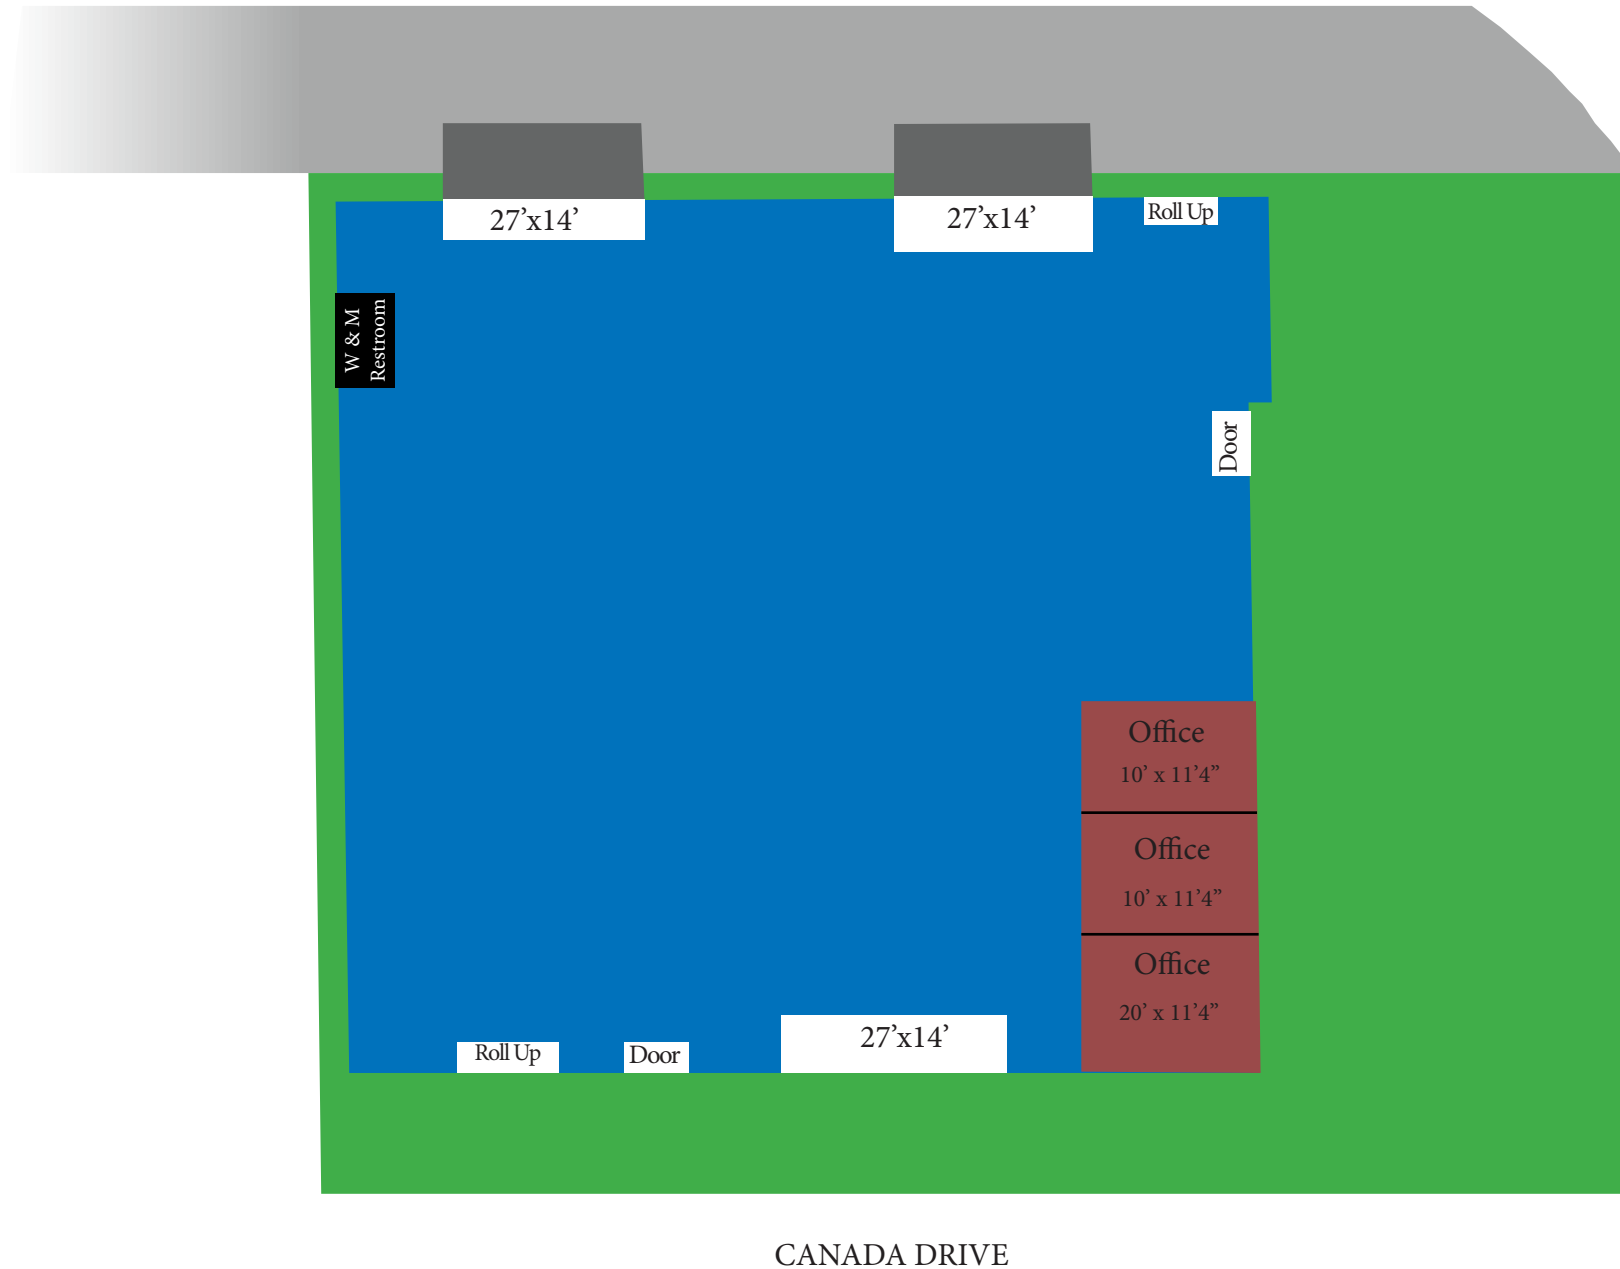 27’x14’
27’x14’
Roll Up
W & M
Restroom
Door
Office
10’ x 11’4”
Office
10’ x 11’4”
Office
20’ x 11’4”
Roll Up
Door
27’x14’
CANADA DRIVE